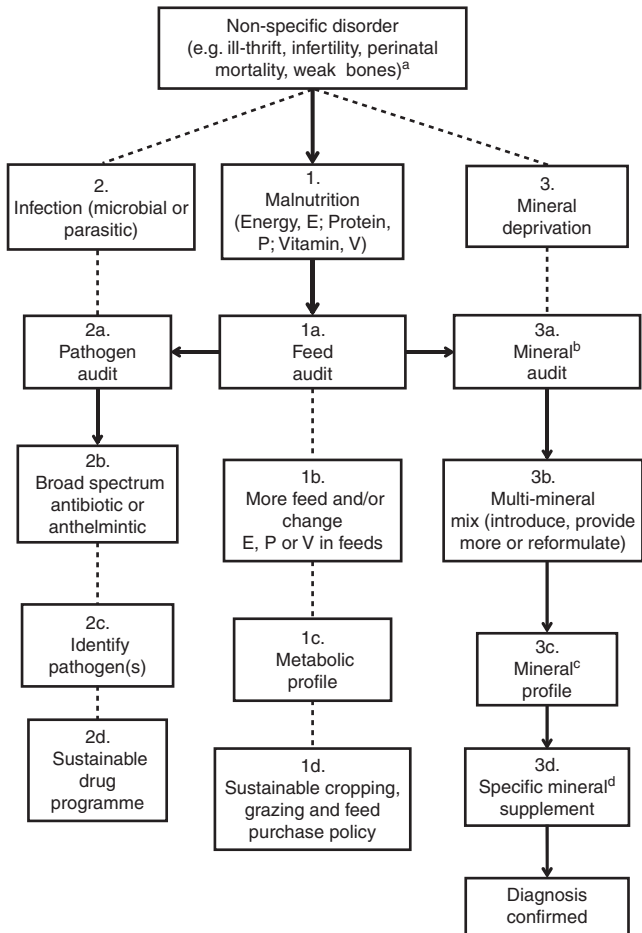 Non-specific disorder
(e.g. ill-thrift, infertility, perinatal
mortality, weak bones)ᵃ
2.
Infection (microbial or
parasitic)
1.
Malnutrition
(Energy, E; Protein,
P; Vitamin, V)
3.
Mineral
deprivation
2a.
Pathogen
audit
1a.
Feed
audit
3a.
Mineralᵇ
audit
2b.
Broad spectrum
antibiotic or
anthelmintic
1b.
More feed and/or
change
E, P or V in feeds
3b.
Multi-mineral
mix (introduce, provide
more or reformulate)
2c.
Identify
pathogen(s)
1c.
Metabolic
profile
3c.
Mineralᶜ
profile
2d.
Sustainable
drug
programme
1d.
Sustainable cropping,
grazing and feed
purchase policy
3d.
Specific mineralᵈ
supplement
Diagnosis
confirmed